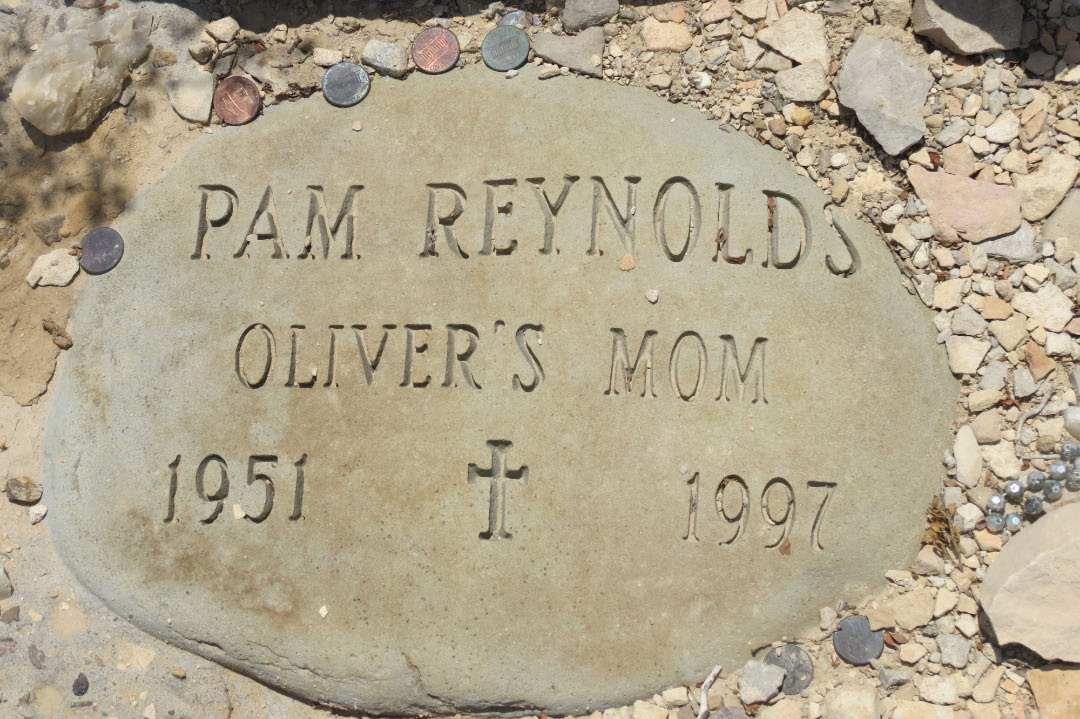 PAM REYNOLDS
OLIVER'S MOM
1951 1997